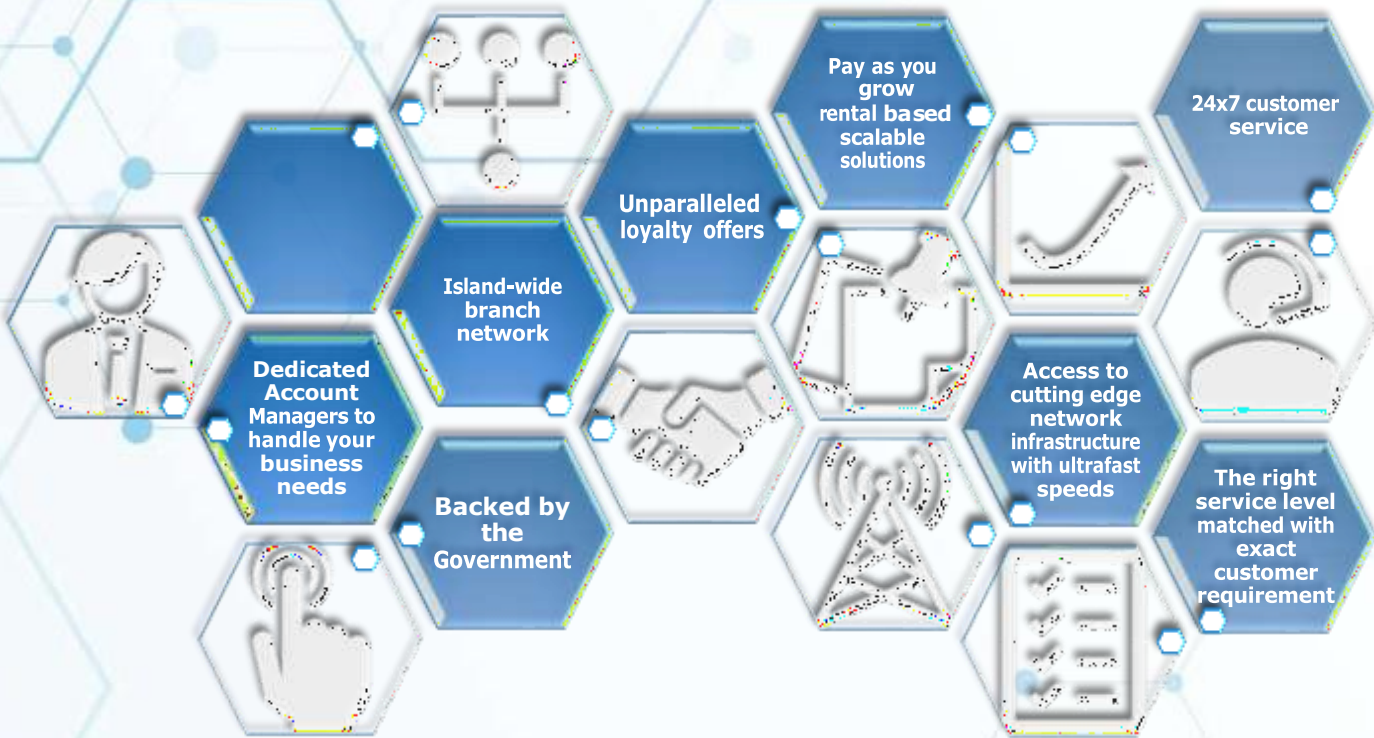 Pay as you
grow
rental based
scalable
solutions
24x7 customer
service
Unparalleled
loyalty offers
Island-wide
branch
network
Dedicated
Account
Managers to
handle your
business
needs
Access to
cutting edge
network
infrastructure
with ultrafast
speeds
Backed by
the
Government
The right
service level
matched with
exact
customer
requirement